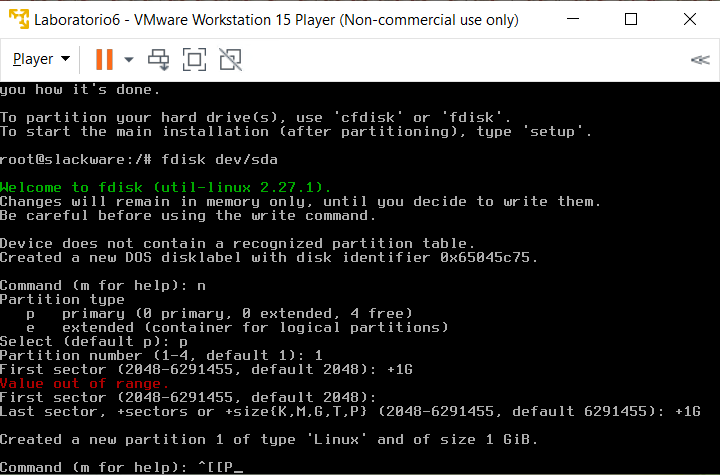 Laboratorio6 - VMware Workstation 15 Player (Non-commercial use only)
Player
you how it's done.
To partition your hard drive(s), use 'cfdisk' or 'fdisk'.
To start the main installation (after partitioning), type 'setup'.
root@slackware:/# fdisk dev/sda
Welcome to fdisk (util-linux 2.27.1).
Changes will remain in memory only, until you decide to write them.
Be careful before using the write command.
Device does not contain a recognized partition table.
Created a new DOS disklabel with disk identifier 0x65045c75.
Command (m for help): n
Partition type
   p   primary (0 primary, 0 extended, 4 free)
   e   extended (container for logical partitions)
Select (default p): p
Partition number (1-4, default 1): 1
First sector (2048-6291455, default 2048): +1G
Value out of range.
First sector (2048-6291455, default 2048):
Last sector, +sectors or +size{K,M,G,T,P} (2048-6291455, default 6291455): +1G
Created a new partition 1 of type 'Linux' and of size 1 GiB.
Command (m for help): ^[[P_